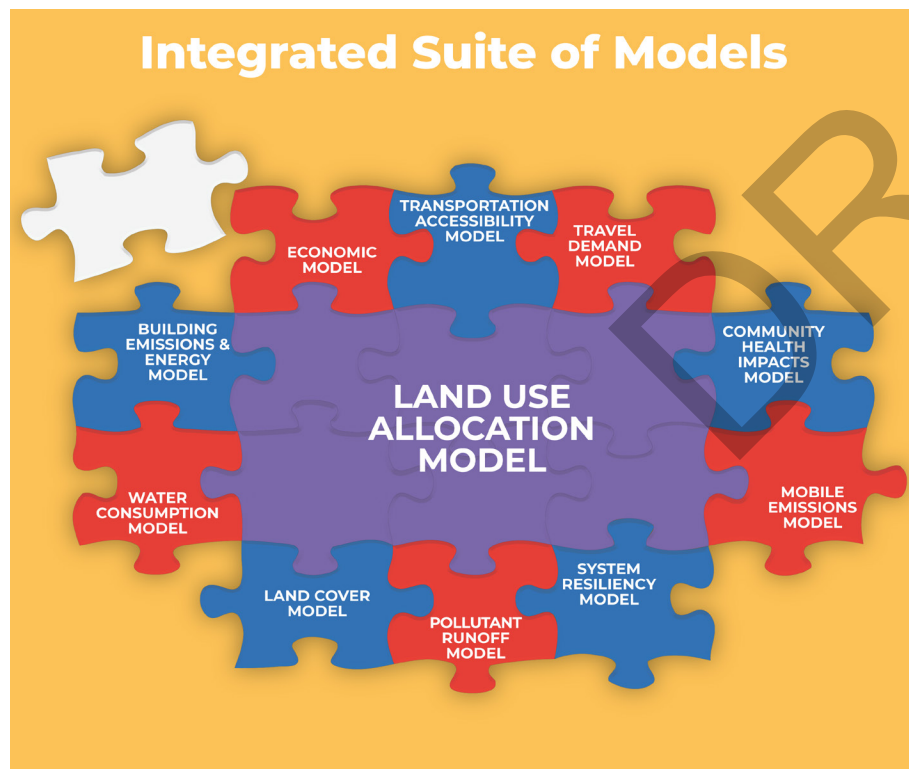 Integrated Suite of Models
TRANSPORTATION
ACCESSIBILITY
MODEL
ECONOMIC
MODEL
TRAVEL
DEMAND
MODEL
BUILDING
EMISSIONS &
ENERGY
MODEL
COMMUNITY
HEALTH
IMPACTS
MODEL
LAND USE
ALLOCATION
MODEL
WATER
CONSUMPTION
MODEL
MOBILE
EMISSIONS
MODEL
LAND COVER
MODEL
POLLUTANT
RUNOFF
MODEL
SYSTEM
RESILIENCY
MODEL
DR